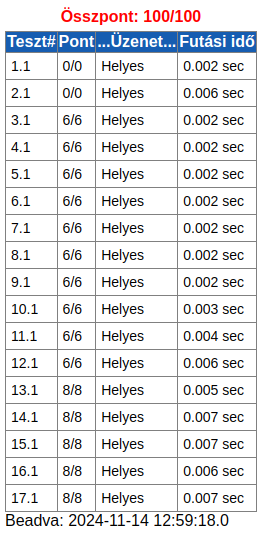 Összpont: 100/100
Teszt# Pont ...Üzenet... Futási idő
1.1 0/0 Helyes 0.002 sec
2.1 0/0 Helyes 0.006 sec
3.1 6/6 Helyes 0.002 sec
4.1 6/6 Helyes 0.002 sec
5.1 6/6 Helyes 0.002 sec
6.1 6/6 Helyes 0.002 sec
7.1 6/6 Helyes 0.002 sec
8.1 6/6 Helyes 0.002 sec
9.1 6/6 Helyes 0.002 sec
10.1 6/6 Helyes 0.003 sec
11.1 6/6 Helyes 0.004 sec
12.1 6/6 Helyes 0.006 sec
13.1 8/8 Helyes 0.005 sec
14.1 8/8 Helyes 0.007 sec
15.1 8/8 Helyes 0.007 sec
16.1 8/8 Helyes 0.006 sec
17.1 8/8 Helyes 0.007 sec
Beadva: 2024-11-14 12:59:18.0